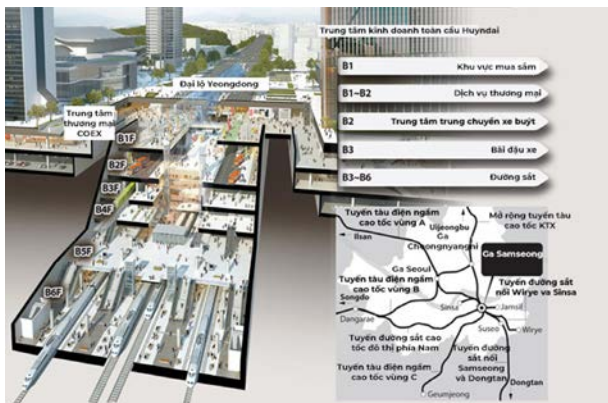 Trung tâm kinh doanh toàn cầu Huyndai
B1 Khu vực mua sắm
B1~B2 Dịch vụ thương mại
B2 Trung tâm trung chuyển xe buýt
B3 Bãi đậu xe
B3~B6 Đường sắt
Đại lộ Yeongdong
Trung tâm
thương mại
COEX
B1F
B2F
B3F
B4F
B5F
B6F
Tuyến tàu điện ngầm
cao tốc vùng A
Ilsan
Uijeongbu
Ga
Cheongnyangni
Mở rộng tuyến tàu
cao tốc KTX
Ga Samseong
Ga Seoul
Tuyến tàu điện ngầm
cao tốc vùng B
Songdo
Tuyến đường sắt
nối Wirye va Sinsa
Sinsa
Jamsil
Dangarae
Suseo
Wirye
Tuyến đường sắt cao
tốc đô thị phía Nam
Tuyến tàu điện ngầm
cao tốc vùng C
Tuyến đường
sắt nối
Samseong
và Dongtan
Geumjeong
Dongtan